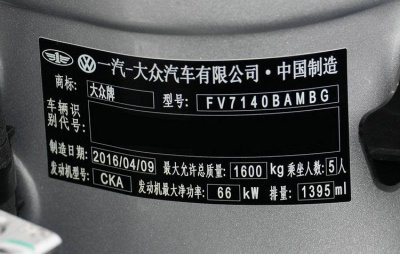 一汽-大众汽车有限公司·中国制造
商标: 大众牌 型号: FV7140BAMBG
车辆识别代号:
制造日期: 2016/04/09 最大允许总质量: 1600 kg 乘坐人数: 5人
发动机型号: CKA 发动机最大净功率: 66 kW 排量: 1395ml